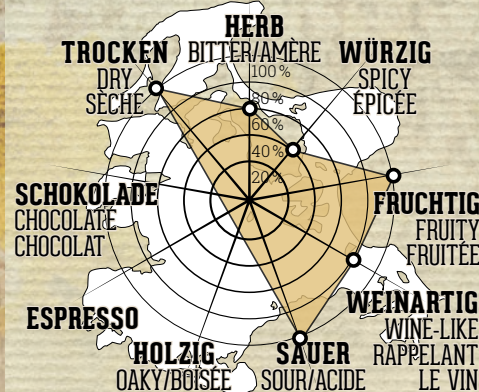 HERB
BITTER/AMÈRE
TROCKEN
DRY
SÈCHE
WÜRZIG
SPICY
ÉPICÉE
100%
80%
60%
40%
20%
SCHOKOLADE
CHOCOLATE
CHOCOLAT
FRUCHTIG
FRUITY
FRUITÉE
ESPRESSO
WEINARTIG
WINE-LIKE
RAPPELANT
LE VIN
HOLZIG
OAKY/BOISÉE
SAUER
SOUR/ACIDE